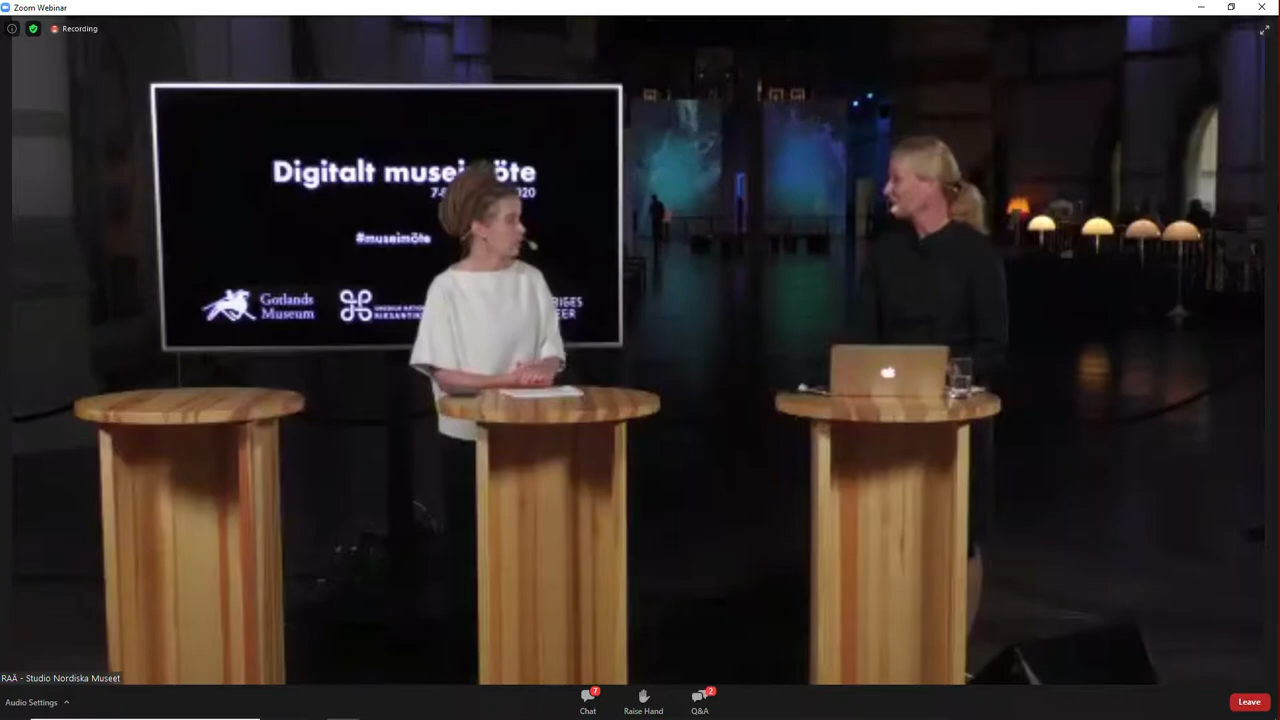 Zoom Webinar
Recording
Digitalt museimöte
#museimöte
Gotlands
Museum
RAÄ - Studio Nordiska Museet
Audio Settings
7
Chat
Raise Hand
2
Q&A
Leave